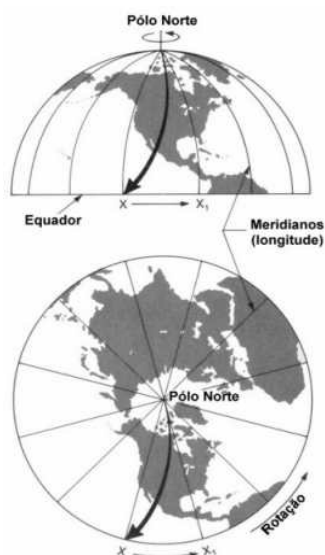 Pólo Norte
Equador
X
X₁
Meridianos
(longitude)
Pólo Norte
Rotação
X
X₁